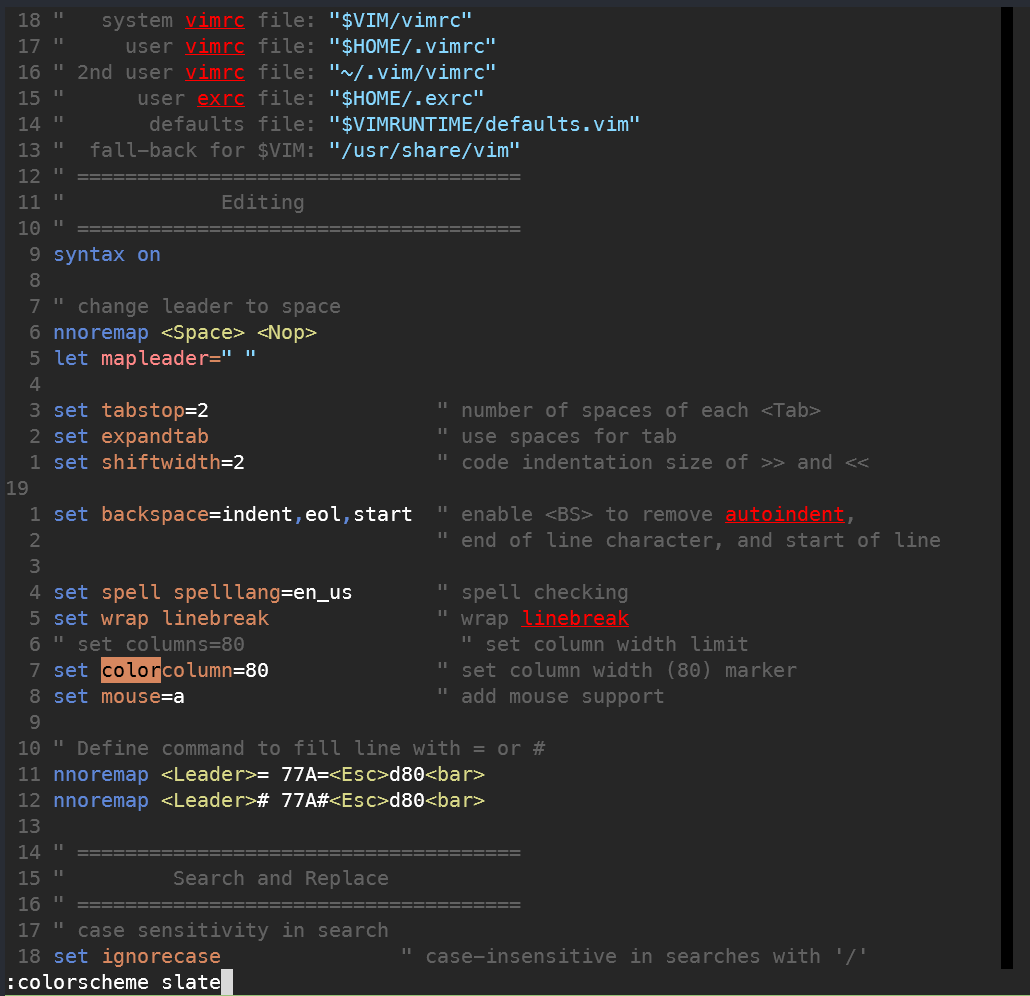 18 "   system vimrc file: "$VIM/vimrc"
17 "     user vimrc file: "$HOME/.vimrc"
16 " 2nd user vimrc file: "~/.vim/vimrc"
15 "      user exrc file: "$HOME/.exrc"
14 "       defaults file: "$VIMRUNTIME/defaults.vim"
13 "  fall-back for $VIM: "/usr/share/vim"
12 " =====================================
11 "             Editing
10 " =====================================
9 syntax on
8
7 " change leader to space
6 nnoremap <Space> <Nop>
5 let mapleader=" "
4
3 set tabstop=2                   " number of spaces of each <Tab>
2 set expandtab                   " use spaces for tab
1 set shiftwidth=2                " code indentation size of >> and <<
19
1 set backspace=indent,eol,start  " enable <BS> to remove autoindent,
2                                 " end of line character, and start of line
3
4 set spell spelllang=en_us       " spell checking
5 set wrap linebreak              " wrap linebreak
6 " set columns=80                  " set column width limit
7 set colorcolumn=80              " set column width (80) marker
8 set mouse=a                     " add mouse support
9
10 " Define command to fill line with = or #
11 nnoremap <Leader>= 77A=<Esc>d80<bar>
12 nnoremap <Leader># 77A#<Esc>d80<bar>
13
14 " =====================================
15 "         Search and Replace
16 " =====================================
17 " case sensitivity in search
18 set ignorecase               " case-insensitive in searches with '/'
:colorscheme slate